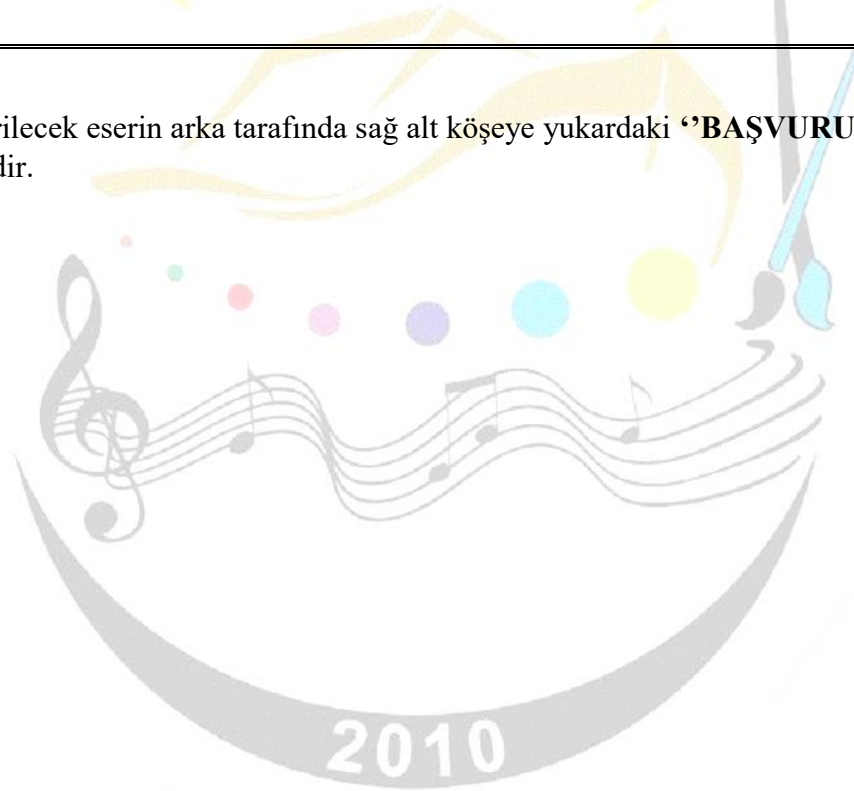 rilecek eserin arka tarafında sağ alt köşeye yukardaki ‘’BAŞVURU
dir.
2010